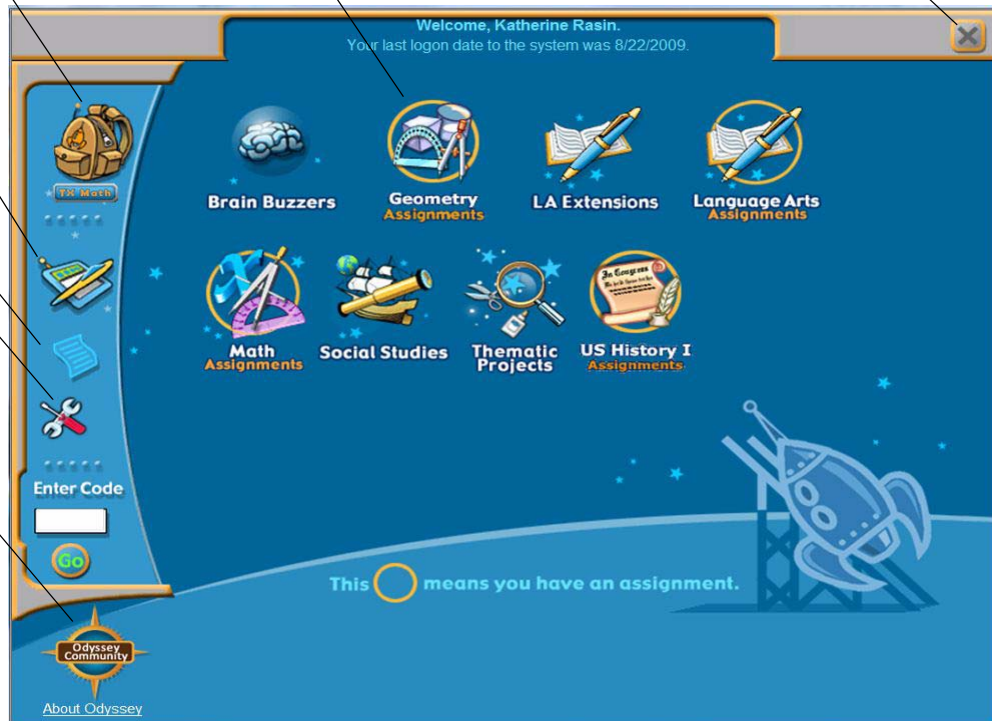 Welcome, Katherine Rasin.
Your last logon date to the system was 8/22/2009.
TX Math
Brain Buzzers
Geometry
Assignments
LA Extensions
Language Arts
Assignments
In Congress
Math
Assignments
Social Studies
Thematic
Projects
US History I
Assignments
Enter Code
Go
This means you have an assignment.
Odyssey
Community
About Odyssey